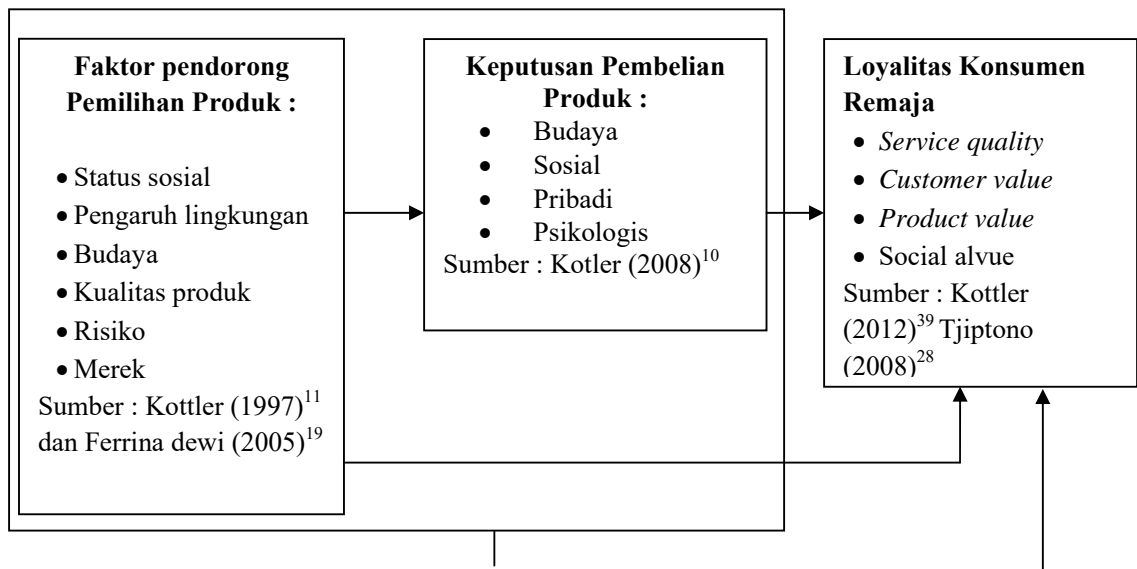 Faktor pendorong
Pemilihan Produk :
• Status sosial
• Pengaruh lingkungan
• Budaya
• Kualitas produk
• Risiko
• Merek
Sumber : Kottler (1997)11
dan Ferrina dewi (2005)19
Keputusan Pembelian
Produk :
• Budaya
• Sosial
• Pribadi
• Psikologis
Sumber : Kotler (2008)10
Loyalitas Konsumen
Remaja
• Service quality
• Customer value
• Product value
• Social alvue
Sumber : Kottler
(2012)39 Tjiptono
(2008)28